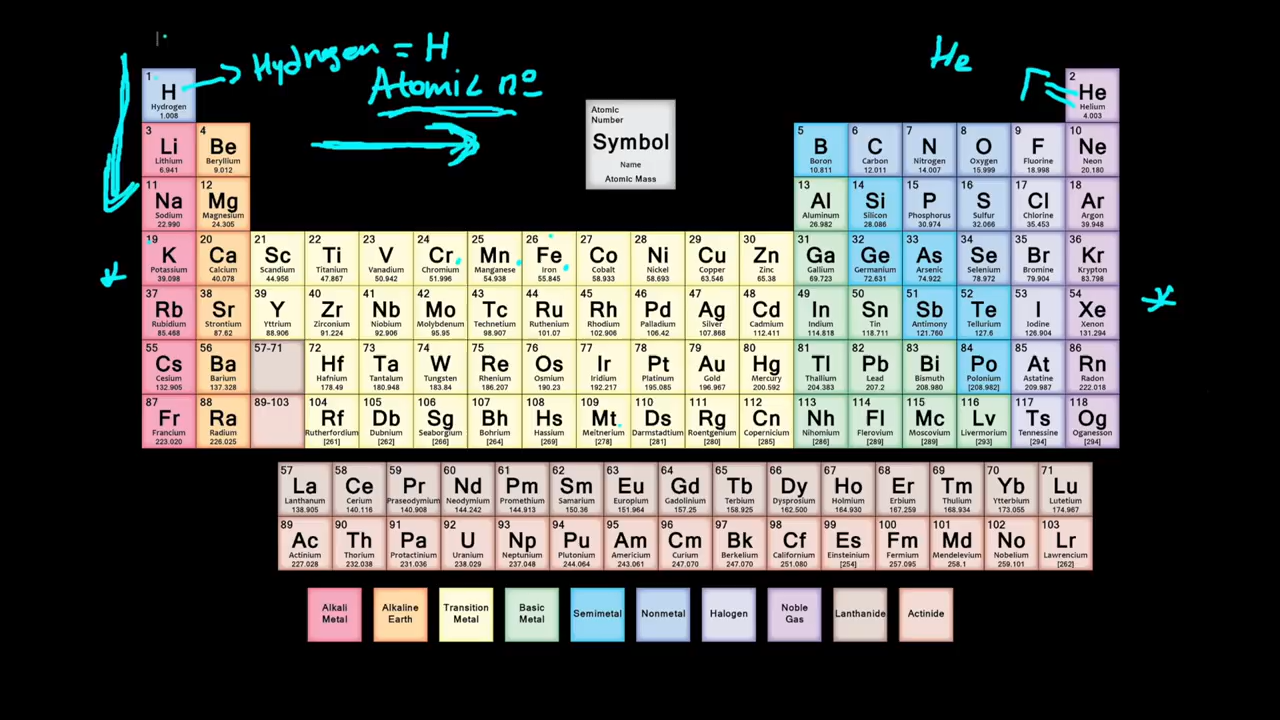 Hydrogen = H
He
Atomic nº
1
H
Hydrogen
1.008
Atomic
Number
Symbol
Name
Atomic Mass
2
He
Helium
4.003
3 4 5 6 7 8 9 10
Li Be B C N O F Ne
Lithium Beryllium Boron Carbon Nitrogen Oxygen Fluorine Neon
6.941 9.012 10.811 12.011 14.007 15.999 18.998 20.180
11 12 13 14 15 16 17 18
Na Mg Al Si P S Cl Ar
Sodium Magnesium Aluminum Silicon Phosphorus Sulfur Chlorine Argon
22.990 24.305 26.982 28.086 30.974 32.066 35.453 39.948
19 20 21 22 23 24 25 26 27 28 29 30 31 32 33 34 35 36
K Ca Sc Ti V Cr Mn Fe Co Ni Cu Zn Ga Ge As Se Br Kr
Potassium Calcium Scandium Titanium Vanadium Chromium Manganese Iron Cobalt Nickel Copper Zinc Gallium Germanium Arsenic Selenium Bromine Krypton
39.098 40.078 44.956 47.867 50.942 51.996 54.938 55.845 58.933 58.693 63.546 65.38 69.723 72.631 74.922 78.972 79.904 83.798
37 38 39 40 41 42 43 44 45 46 47 48 49 50 51 52 53 54
Rb Sr Y Zr Nb Mo Tc Ru Rh Pd Ag Cd In Sn Sb Te I Xe
Rubidium Strontium Yttrium Zirconium Niobium Molybdenum Technetium Ruthenium Rhodium Palladium Silver Cadmium Indium Tin Antimony Tellurium Iodine Xenon
85.468 87.62 88.906 91.224 92.906 95.95 98.907 101.07 102.906 106.42 107.868 112.411 114.818 118.711 121.760 127.6 126.904 131.294
55 56 57-71 72 73 74 75 76 77 78 79 80 81 82 83 84 85 86
Cs Ba Hf Ta W Re Os Ir Pt Au Hg Tl Pb Bi Po At Rn
Cesium Barium Hafnium Tantalum Tungsten Rhenium Osmium Iridium Platinum Gold Mercury Thallium Lead Bismuth Polonium Astatine Radon
132.905 137.328 178.49 180.948 183.84 186.207 190.23 192.217 195.085 196.967 200.592 204.383 207.2 208.980 [208.982] 209.987 222.018
87 88 89-103 104 105 106 107 108 109 110 111 112 113 114 115 116 117 118
Fr Ra Rf Db Sg Bh Hs Mt Ds Rg Cn Nh Fl Mc Lv Ts Og
Francium Radium Rutherfordium Dubnium Seaborgium Bohrium Hassium Meitnerium Darmstadtium Roentgenium Copernicium Nihomium Flerovium Moscovium Livermorium Tennessine Oganesson
223.020 226.025 [261] [262] [266] [264] [269] [278] [281] [280] [285] [286] [289] [289] [293] [294] [294]
57 58 59 60 61 62 63 64 65 66 67 68 69 70 71
La Ce Pr Nd Pm Sm Eu Gd Tb Dy Ho Er Tm Yb Lu
Lanthanum Cerium Praseodymium Neodymium Promethium Samarium Europium Gadolinium Terbium Dysprosium Holmium Erbium Thulium Ytterbium Lutetium
138.905 140.116 140.908 144.242 144.913 150.36 151.964 157.25 158.925 162.500 164.930 167.259 168.934 173.055 174.967
89 90 91 92 93 94 95 96 97 98 99 100 101 102 103
Ac Th Pa U Np Pu Am Cm Bk Cf Es Fm Md No Lr
Actinium Thorium Protactinium Uranium Neptunium Plutonium Americium Curium Berkelium Californium Einsteinium Fermium Mendelevium Nobelium Lawrencium
227.028 232.038 231.036 238.029 237.048 244.064 243.061 247.070 247.070 251.080 [254] 257.095 258.1 259.101 [262]
Alkali Alkaline Transition Basic Semimetal Nonmetal Halogen Noble Lanthanide Actinide
Metal Earth Metal Metal Gas